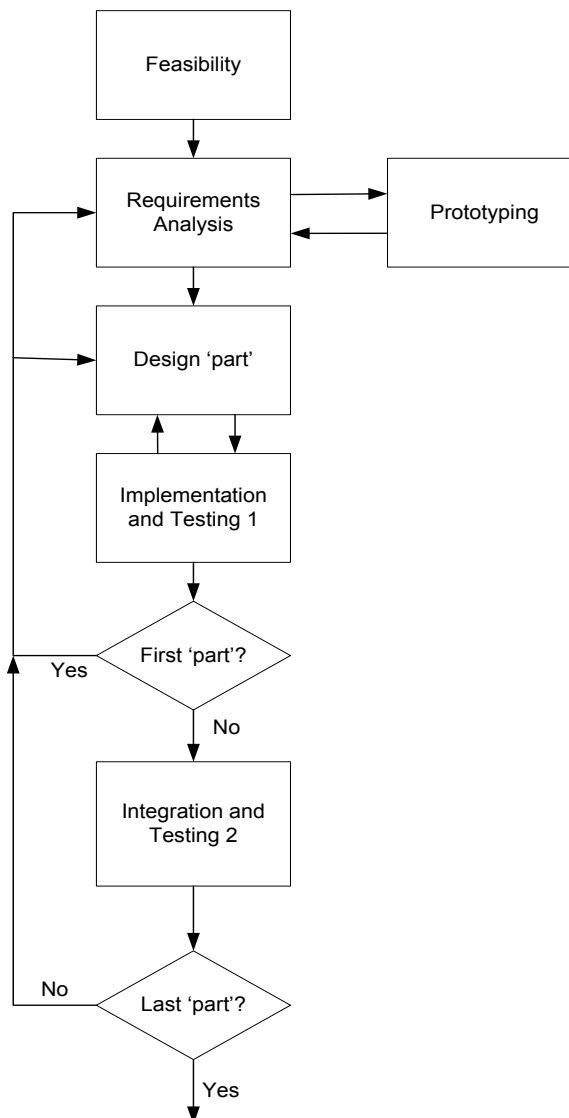 Feasibility
Requirements
Analysis
Prototyping
Design ‘part’
Implementation
and Testing 1
First ‘part’?
Yes
No
Integration and
Testing 2
No
Last ‘part’?
Yes